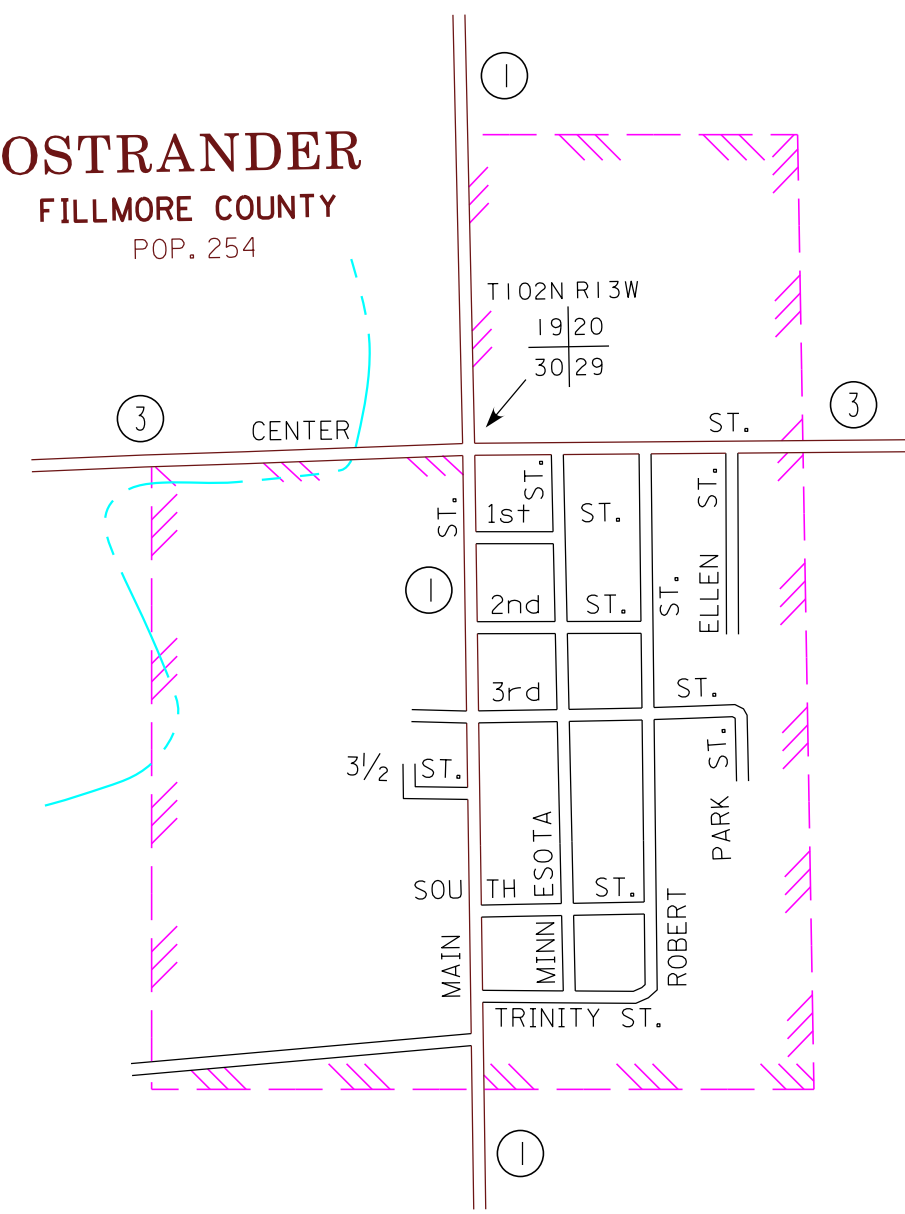 1
OSTRANDER
FILLMORE COUNTY
POP. 254
T102N R13W
19 20
30 29
3
3
CENTER ST.
ST.
ST.
1st ST.
ELLEN ST.
1
2nd ST.
ST.
3rd ST.
3½ ST.
PARK ST.
MINN ESOTA
SOU TH ST.
MAIN
ROBERT
TRINITY ST.
1